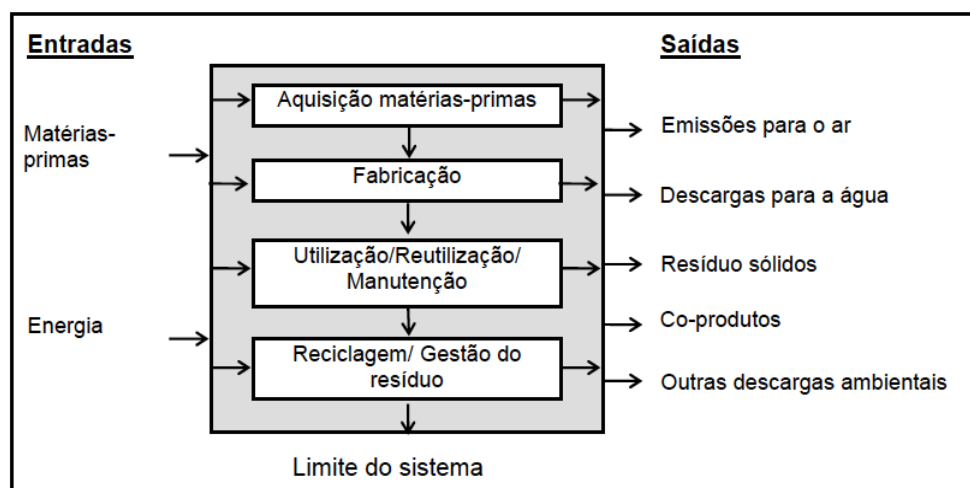 Entradas
Saídas
Aquisição matérias-primas
Matérias-
primas
Emissões para o ar
Fabricação
Descargas para a água
Utilização/Reutilização/
Manutenção
Resíduo sólidos
Energia
Co-produtos
Reciclagem/ Gestão do
resíduo
Outras descargas ambientais
Limite do sistema